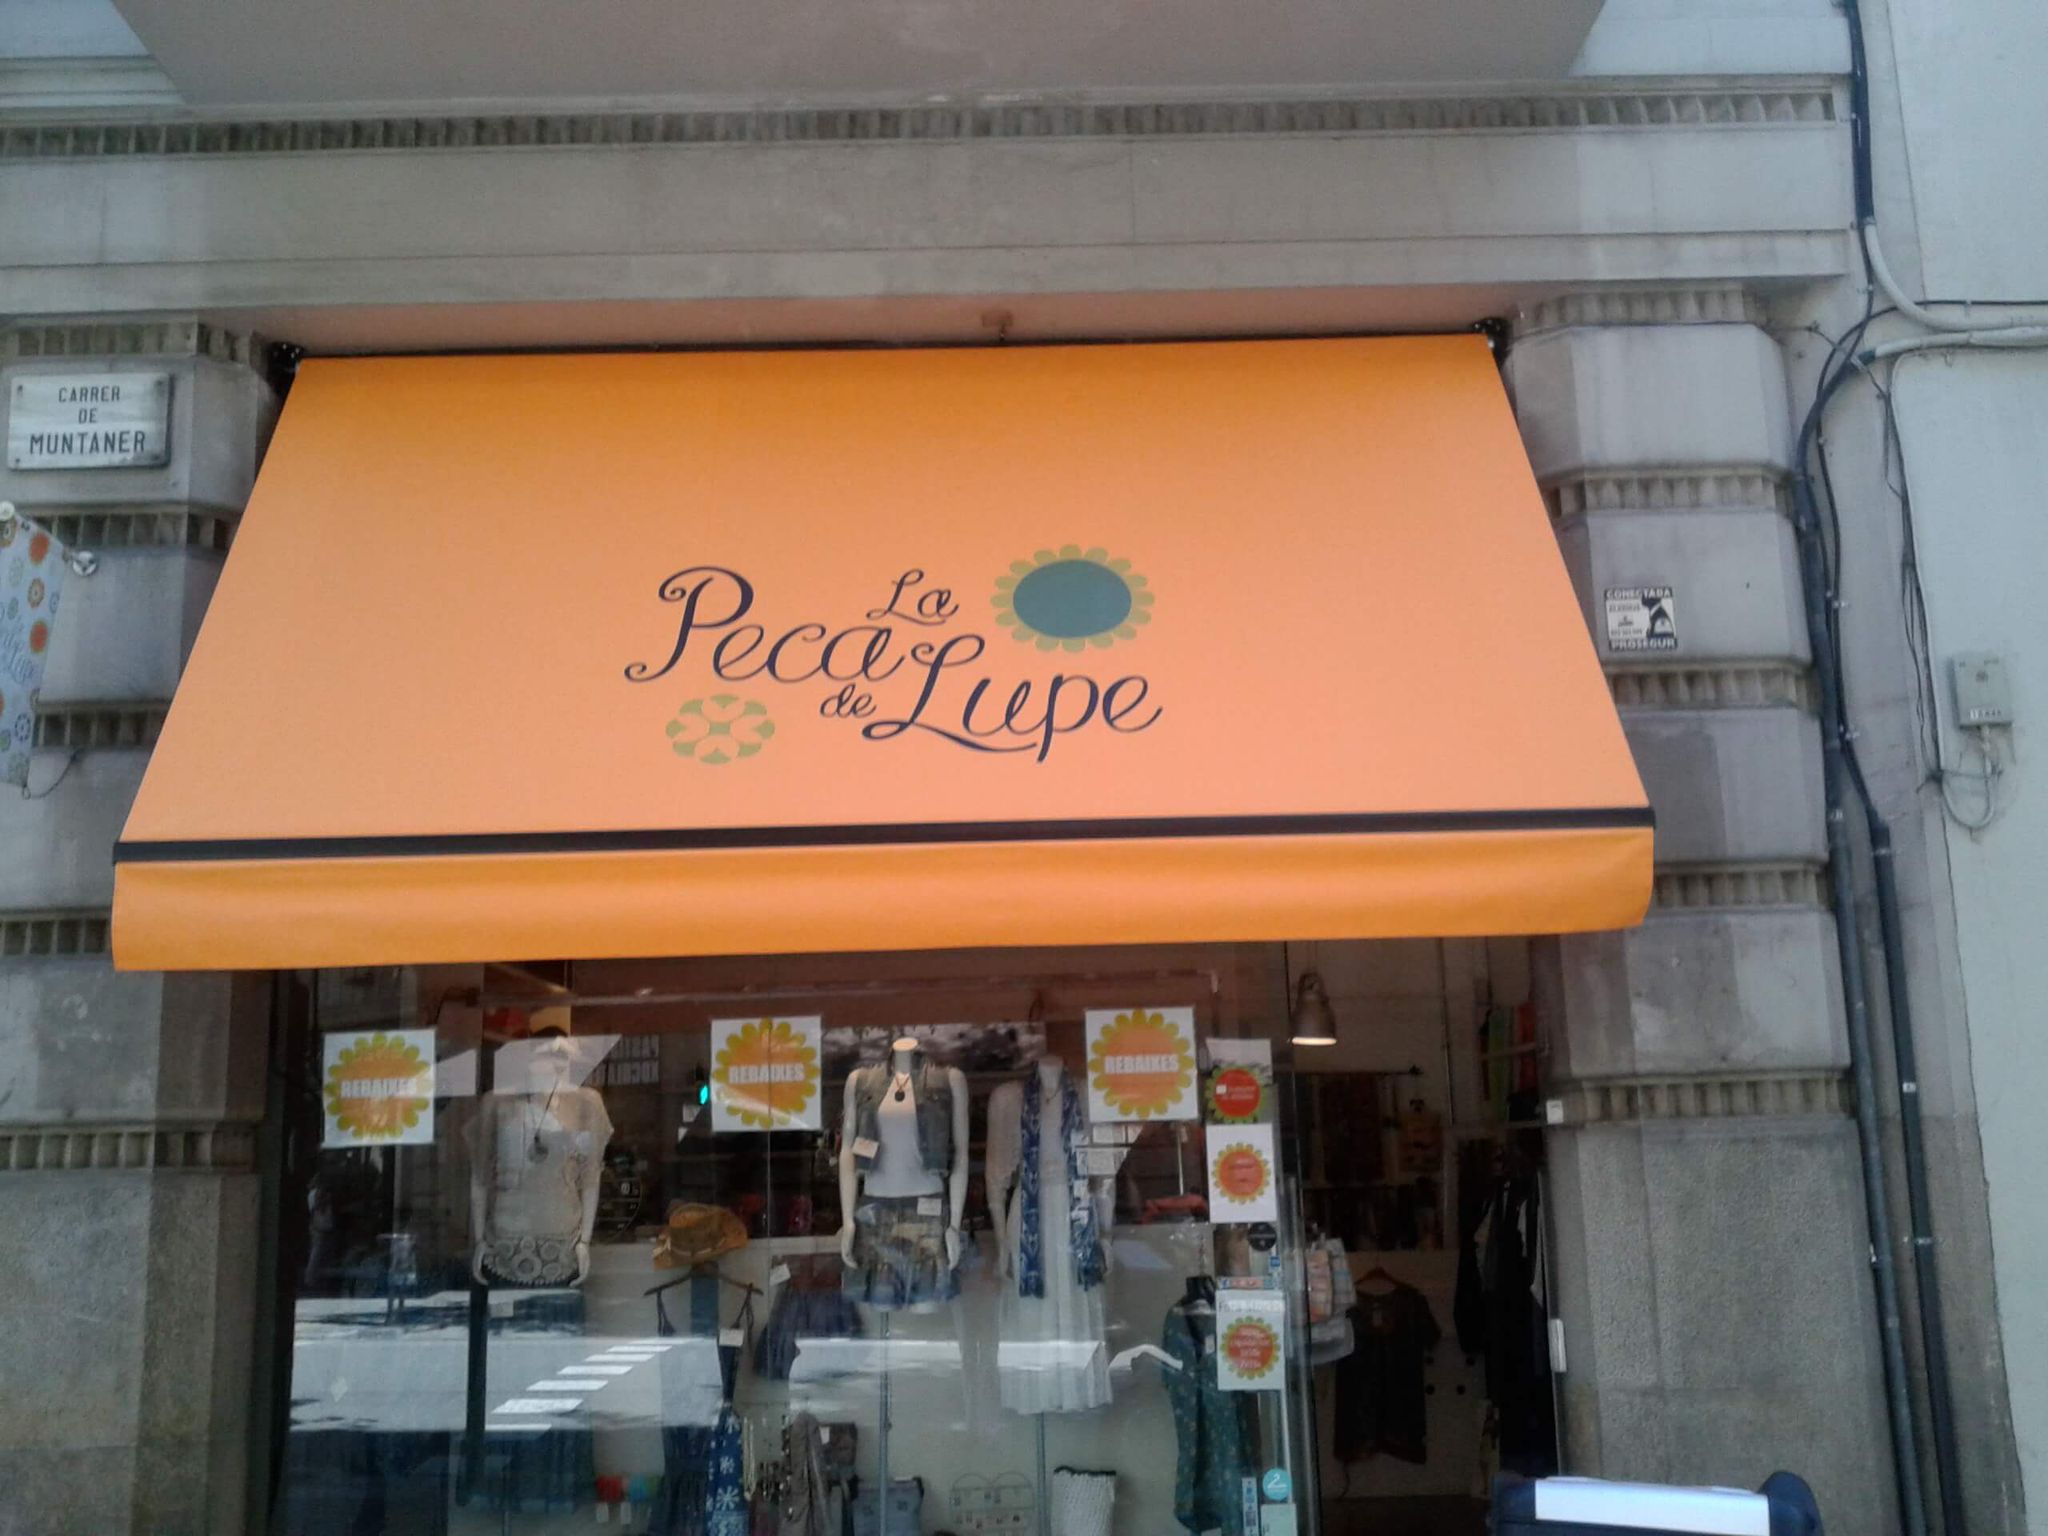 CARRER
DE
MUNTANER
La
Peca
de Lupe
CONECTADA
PROSEGUR
REBAIXES
REBAIXES
REBAIXES